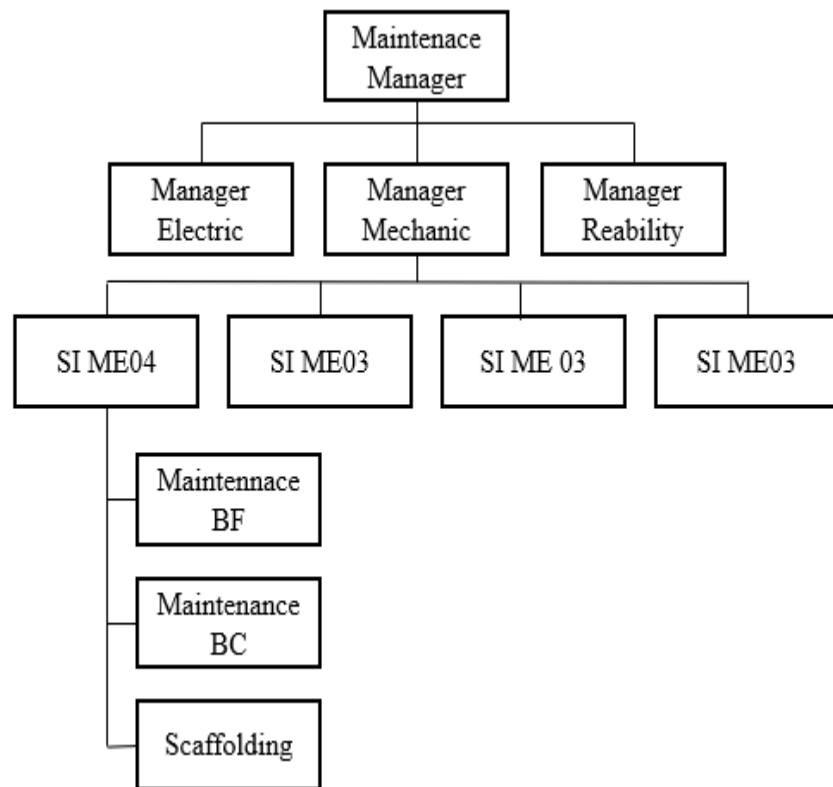 Maintenace
Manager
Manager
Electric
Manager
Mechanic
Manager
Reability
SI ME04
SI ME03
SI ME 03
SI ME03
Maintennace
BF
Maintenance
BC
Scaffolding